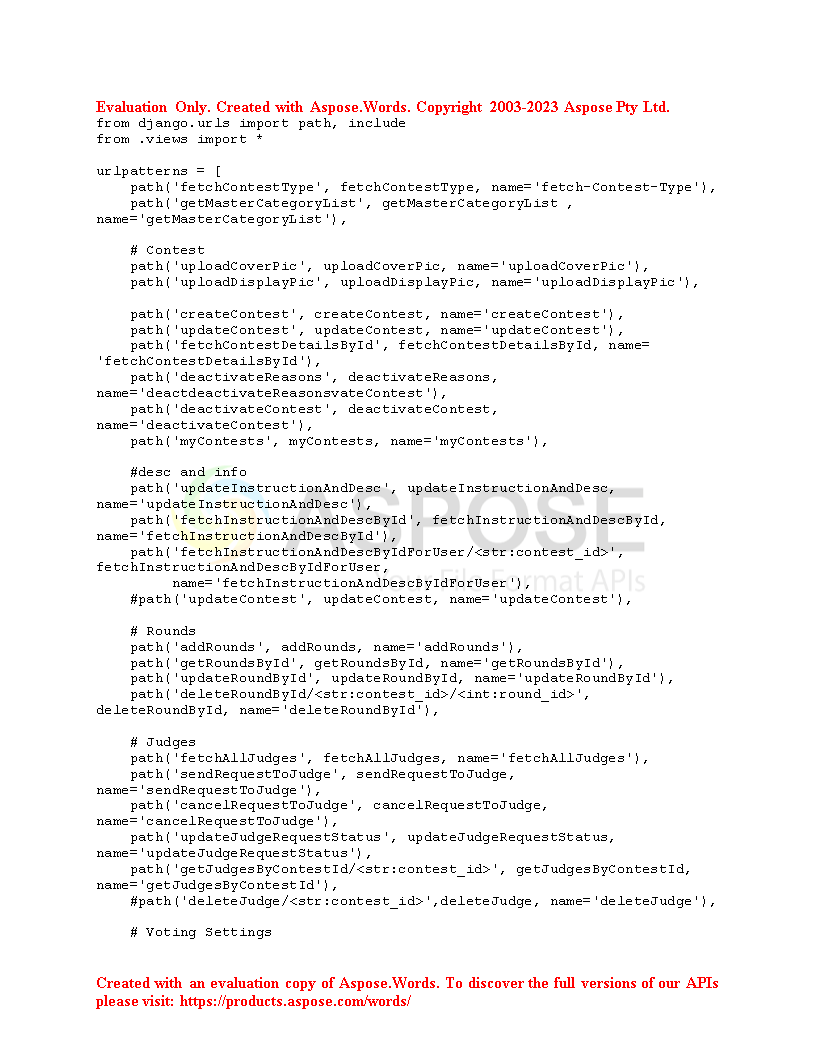 Evaluation Only. Created with Aspose.Words. Copyright 2003-2023 Aspose Pty Ltd.
from django.urls import path, include
from .views import *

urlpatterns = [
    path('fetchContestType', fetchContestType, name='fetch-Contest-Type'),
    path('getMasterCategoryList', getMasterCategoryList ,
name='getMasterCategoryList'),

    # Contest
    path('uploadCoverPic', uploadCoverPic, name='uploadCoverPic'),
    path('uploadDisplayPic', uploadDisplayPic, name='uploadDisplayPic'),

    path('createContest', createContest, name='createContest'),
    path('updateContest', updateContest, name='updateContest'),
    path('fetchContestDetailsById', fetchContestDetailsById, name=
'fetchContestDetailsById'),
    path('deactivateReasons', deactivateReasons,
name='deactdeactivateReasonsvateContest'),
    path('deactivateContest', deactivateContest,
name='deactivateContest'),
    path('myContests', myContests, name='myContests'),

    #desc and info
    path('updateInstructionAndDesc', updateInstructionAndDesc,
name='updateInstructionAndDesc'),
    path('fetchInstructionAndDescById', fetchInstructionAndDescById,
name='fetchInstructionAndDescById'),
    path('fetchInstructionAndDescByIdForUser/<str:contest_id>',
fetchInstructionAndDescByIdForUser,
         name='fetchInstructionAndDescByIdForUser'),
    #path('updateContest', updateContest, name='updateContest'),

    # Rounds
    path('addRounds', addRounds, name='addRounds'),
    path('getRoundsById', getRoundsById, name='getRoundsById'),
    path('updateRoundById', updateRoundById, name='updateRoundById'),
    path('deleteRoundById/<str:contest_id>/<int:round_id>',
deleteRoundById, name='deleteRoundById'),

    # Judges
    path('fetchAllJudges', fetchAllJudges, name='fetchAllJudges'),
    path('sendRequestToJudge', sendRequestToJudge,
name='sendRequestToJudge'),
    path('cancelRequestToJudge', cancelRequestToJudge,
name='cancelRequestToJudge'),
    path('updateJudgeRequestStatus', updateJudgeRequestStatus,
name='updateJudgeRequestStatus'),
    path('getJudgesByContestId/<str:contest_id>', getJudgesByContestId,
name='getJudgesByContestId'),
    #path('deleteJudge/<str:contest_id>',deleteJudge, name='deleteJudge'),

    # Voting Settings
ASPOSE
File Format APIs
Created with an evaluation copy of Aspose.Words. To discover the full versions of our APIs
please visit: https://products.aspose.com/words/